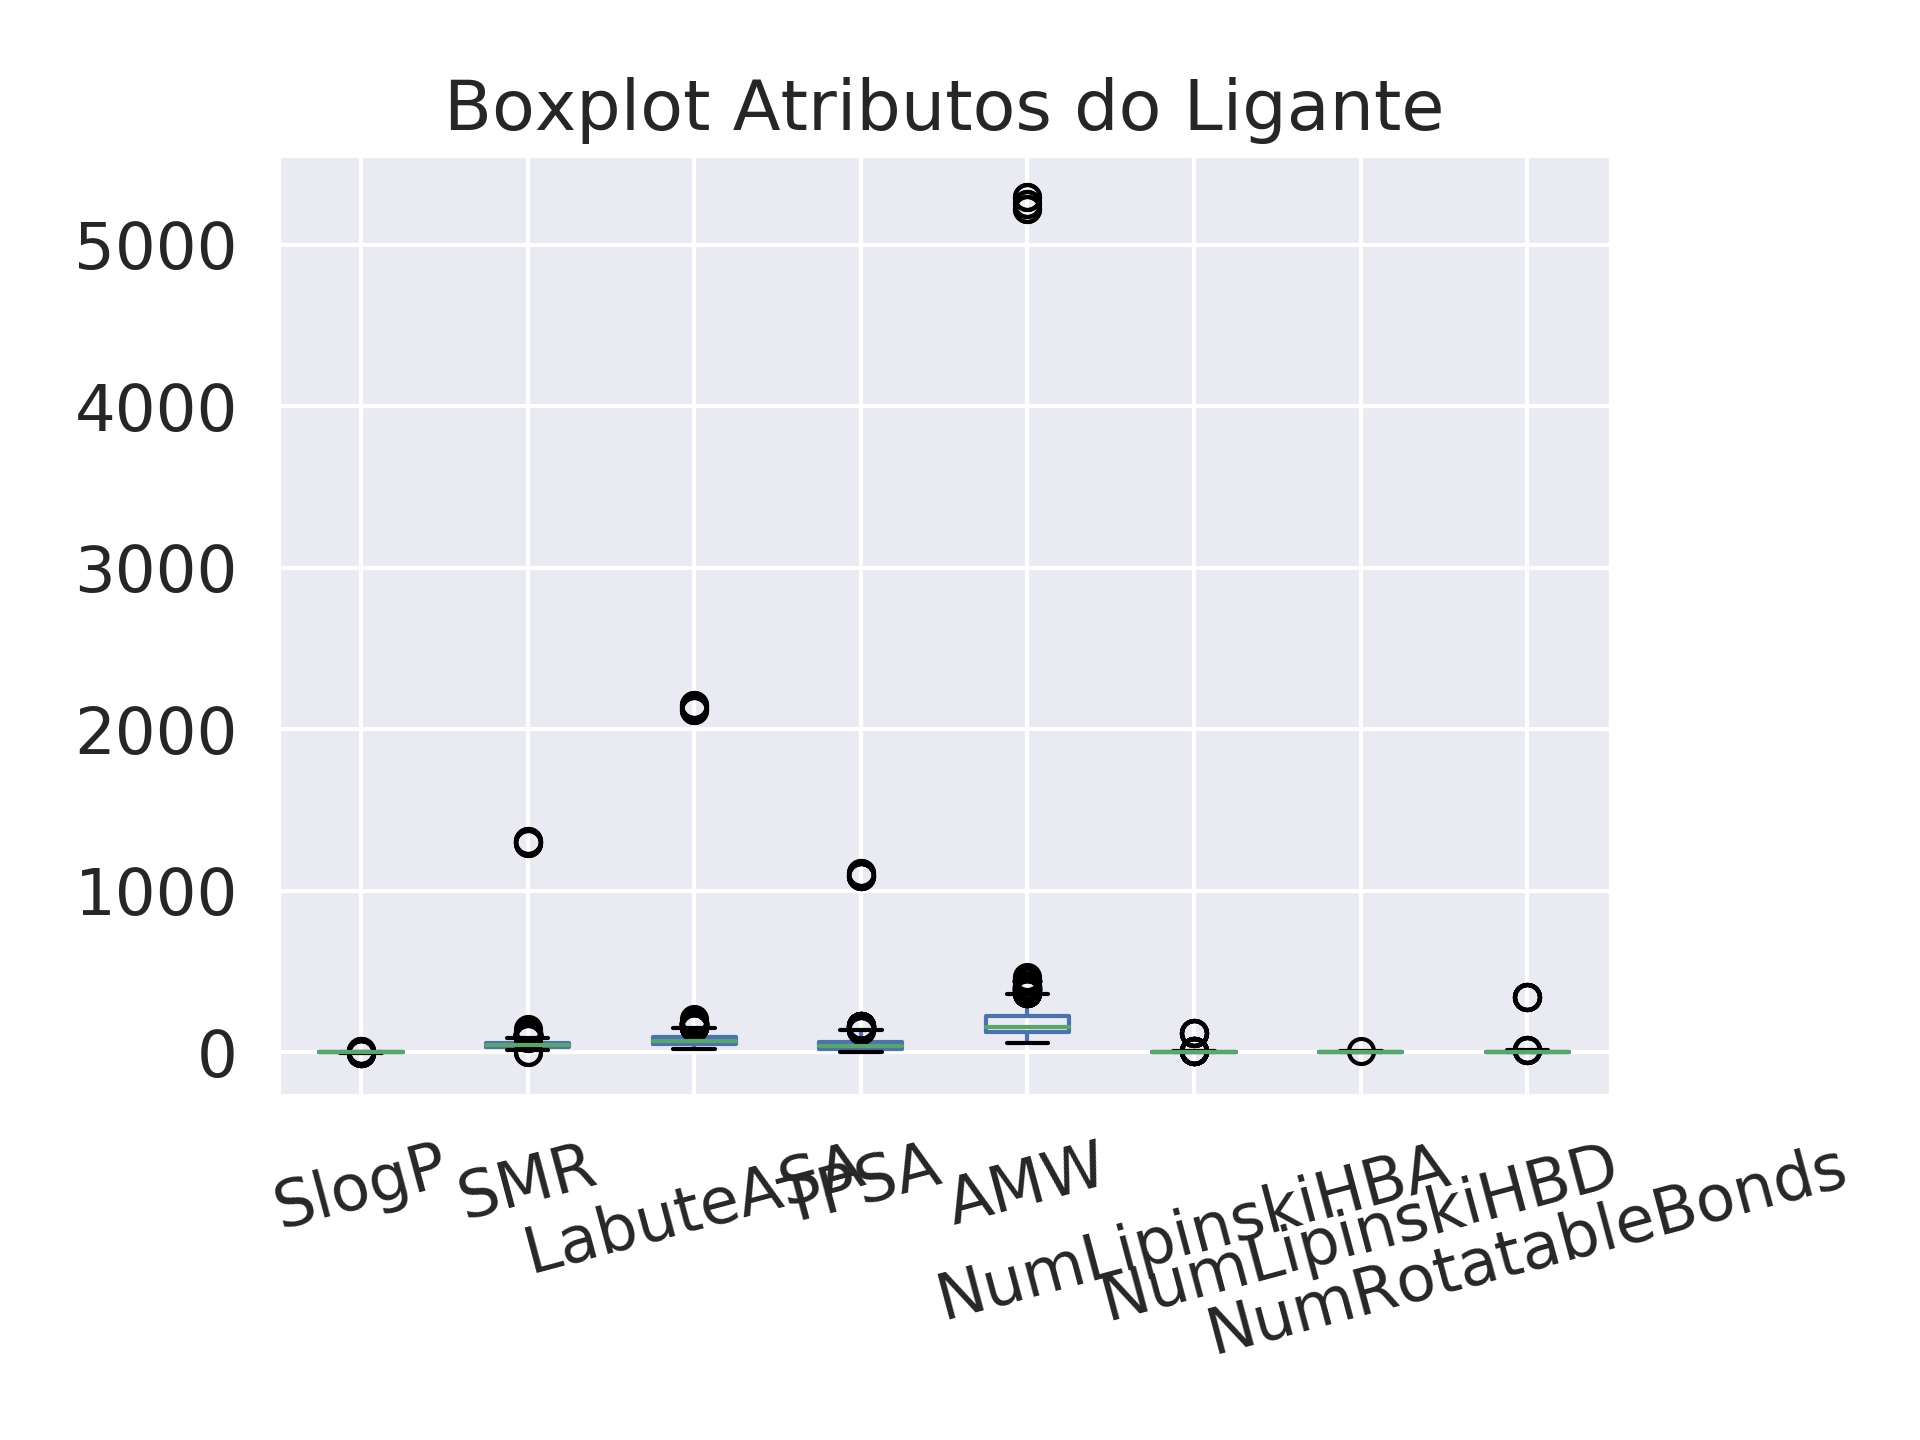 Boxplot Atributos do Ligante
5000
4000
3000
2000
1000
0
SlogP
SMR
LabuteASA
TPSA
AMW
NumLipinskiHBA
NumLipinskiHBD
NumRotatableBonds